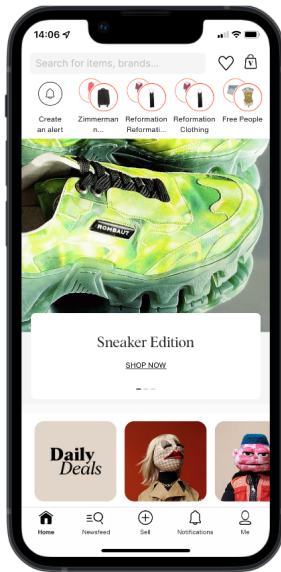 14:06
Search for items, brands...
Create
an alert
Zimmerman
n...
Reformation
Reformati...
Reformation
Clothing
Free People
ROMBAUT
Sneaker Edition
SHOP NOW
Daily
Deals
Home
Newsfeed
Sell
Notifications
Me